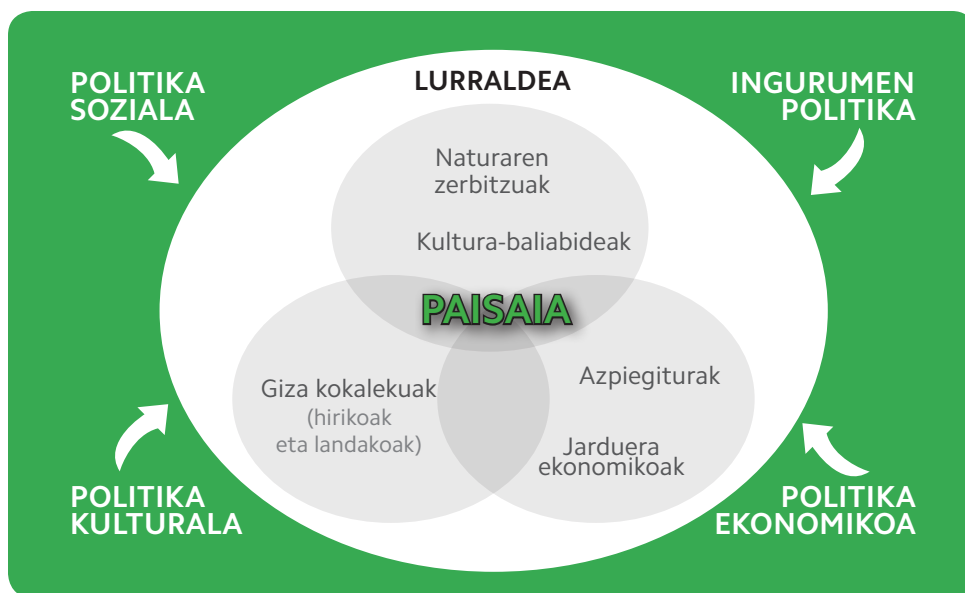 POLITIKA
SOZIALA
LURRALDEA
INGURUMEN
POLITIKA
Naturaren
zerbitzuak
Kultura-baliabideak
PAISAIA
Giza kokalekuak
(hirikoak
eta landakoak)
Azpiegiturak
Jarduera
ekonomikoak
POLITIKA
KULTURALA
POLITIKA
EKONOMIKOA